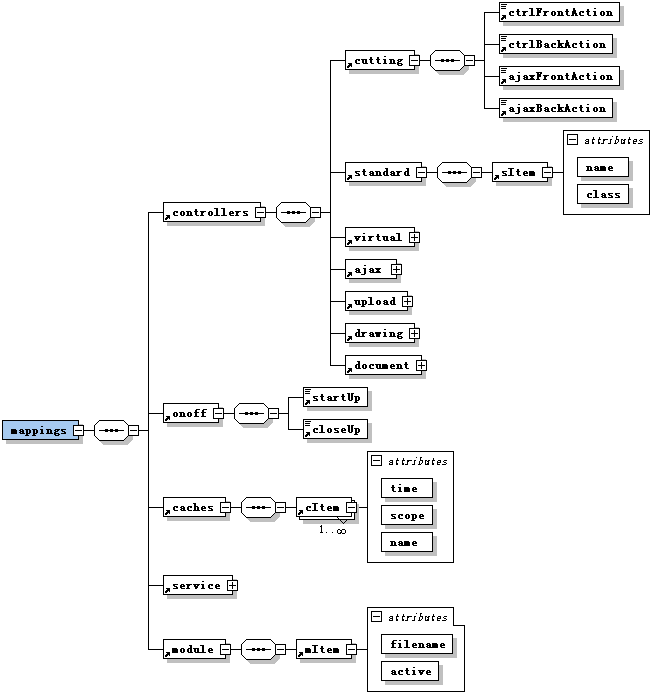 ctrlFrontAction
ctrlBackAction
cutting
ajaxFrontAction
ajaxBackAction
attributes
standard
sItem
name
class
controllers
virtual
ajax
upload
drawing
document
startUp
onoff
mappings
closeUp
attributes
time
caches
cItem
scope
1..∞
name
service
attributes
module
mItem
filename
active